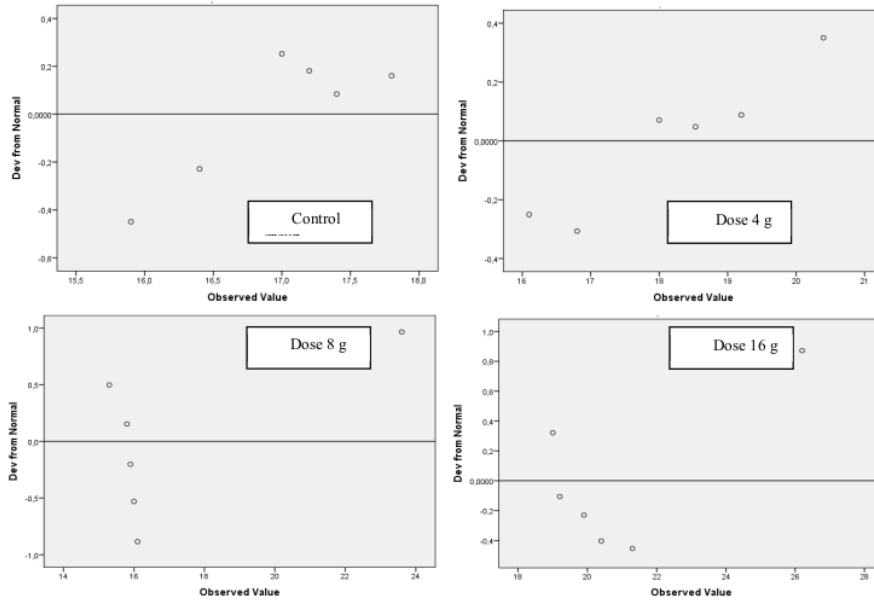 0,4
0,2
0,0000
-0,2
-0,4
-0,6
Dev from Normal
Control
15,5 16,0 16,5 17,0 17,5 18,0
Observed Value
0,4
0,2
0,0000
-0,2
-0,4
Dev from Normal
Dose 4 g
16 17 18 19 20 21
Observed Value
1,0
0,5
0,0
-0,5
-1,0
Dev from Normal
Dose 8 g
14 16 18 20 22 24
Observed Value
1,0
0,8
0,6
0,4
0,2
0,0000
-0,2
-0,4
Dev from Normal
Dose 16 g
18 20 22 24 26 28
Observed Value